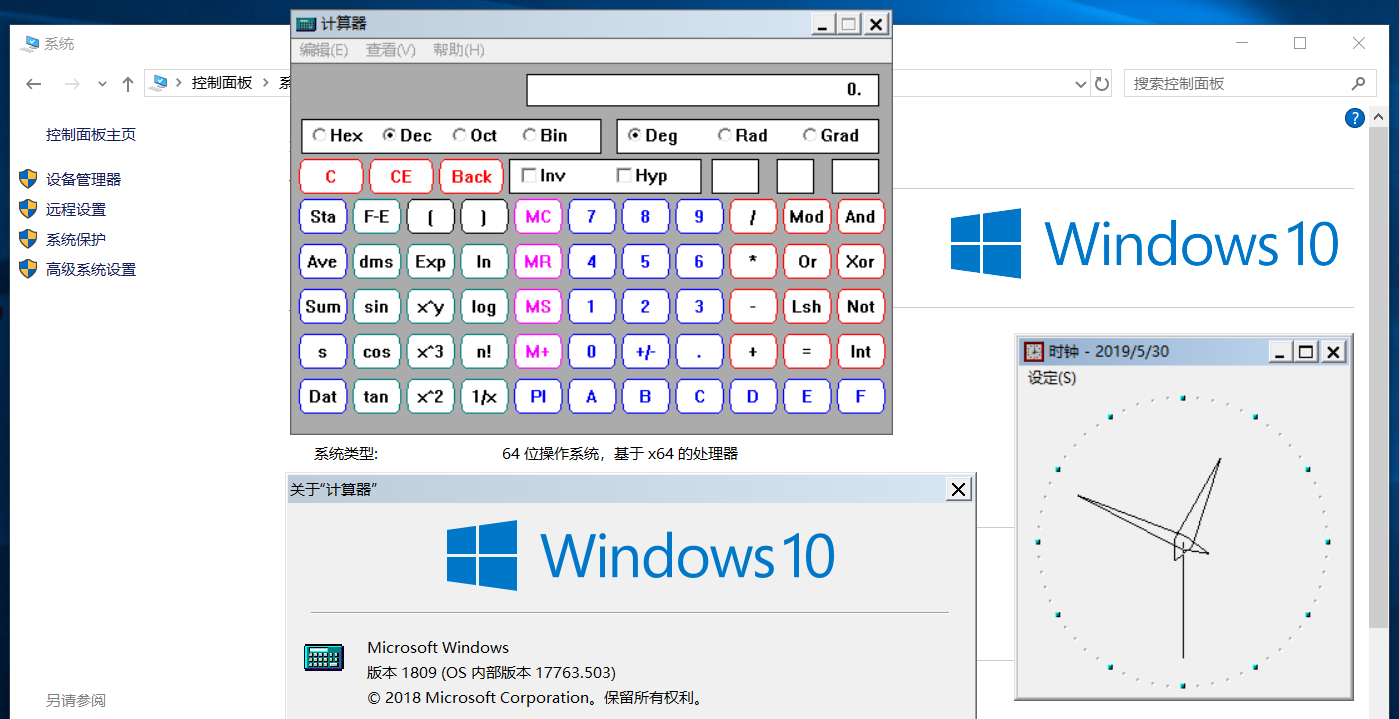 系统
控制面板
系
搜索控制面板
控制面板主页
设备管理器
远程设置
系统保护
高级系统设置
另请参阅
计算器
编辑(E) 查看(V) 帮助(H)
0.
Hex Dec Oct Bin Deg Rad Grad
C CE Back Inv Hyp
Sta F-E ( ) MC 7 8 9 / Mod And
Ave dms Exp ln MR 4 5 6 * Or Xor
Sum sin x^y log MS 1 2 3 - Lsh Not
s cos x^3 n! M+ 0 +/- . + = Int
Dat tan x^2 1/x PI A B C D E F
?
Windows 10
系统类型: 64 位操作系统，基于 x64 的处理器
时钟 - 2019/5/30
设定(S)
关于“计算器”
Windows 10
Microsoft Windows
版本 1809 (OS 内部版本 17763.503)
© 2018 Microsoft Corporation。保留所有权利。